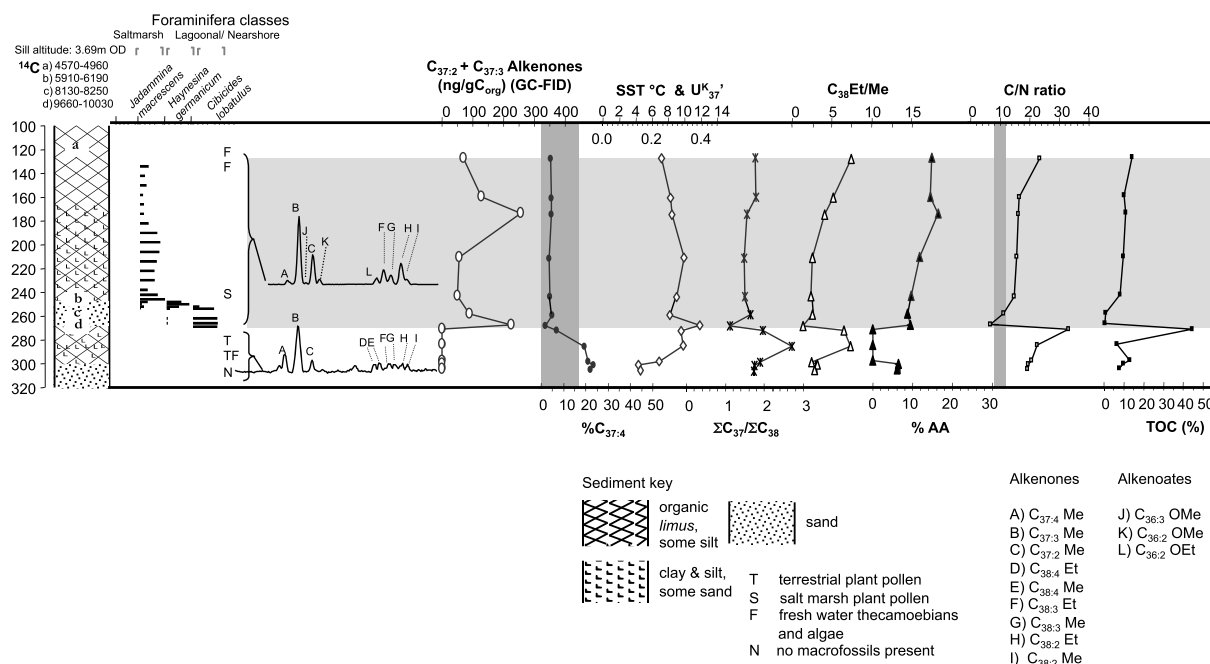 Foraminifera classes
Saltmarsh Lagoonal/ Nearshore
Sill altitude: 3.69m OD
14C a) 4570-4960
b) 5910-6190
c) 8130-8250
d) 9660-10030
Jadammina macrescens
Haynesina germanicum
Cibicides lobatulus
C37:2 + C37:3 Alkenones
(ng/gCorg) (GC-FID)
SST °C & UK37'
C38Et/Me
C/N ratio
0 100 200 300 400
0 2 4 6 8 10 12 14
0 5 10 15
0 10 20 30 40
0.0 0.2 0.4
100
120
140
160
180
200
220
240
260
280
300
320
a
b
c
d
F
F
S
T
TF
N
A B J C K L F G H I
A B C D E F G H I
0 10 20 30 40 50
0 1 2 3
0 10 20 30
0 10 20 30 40 50
%C37:4
ΣC37/ΣC38
% AA
TOC (%)
Sediment key
organic
limus,
some silt
sand
clay & silt,
some sand
T terrestrial plant pollen
S salt marsh plant pollen
F fresh water thecamoebians
and algae
N no macrofossils present
Alkenones
A) C37:4 Me
B) C37:3 Me
C) C37:2 Me
D) C38:4 Et
E) C38:4 Me
F) C38:3 Et
G) C38:3 Me
H) C38:2 Et
I) C38:2 Me
Alkenoates
J) C36:3 OMe
K) C36:2 OMe
L) C36:2 OEt